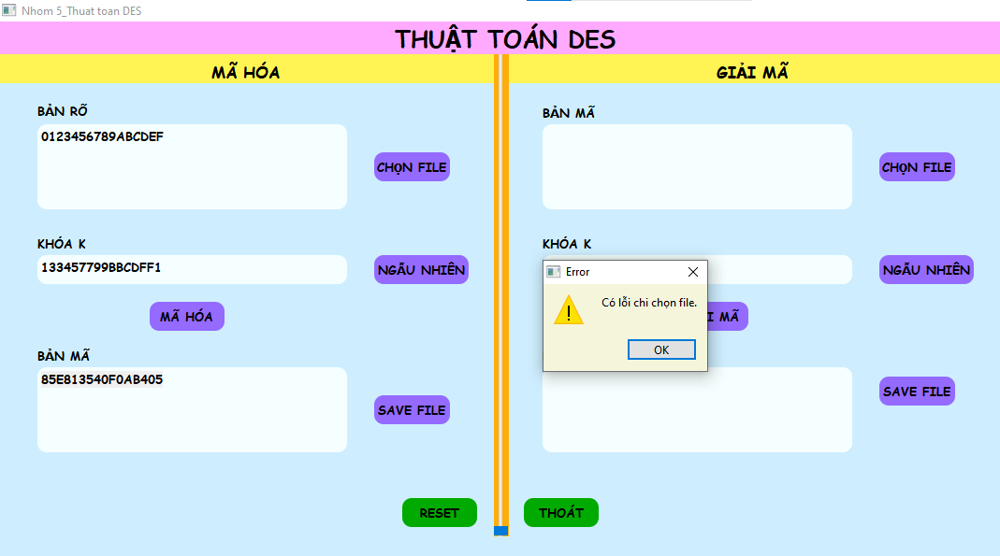 Nhom 5_Thuat toan DES
THUẬT TOÁN DES
MÃ HÓA
GIẢI MÃ
BẢN RÕ
0123456789ABCDEF
CHỌN FILE
KHÓA K
133457799BBCDFF1
NGẪU NHIÊN
MÃ HÓA
BẢN MÃ
85E813540F0AB405
SAVE FILE
RESET
BẢN MÃ
CHỌN FILE
KHÓA K
NGẪU NHIÊN
Error
Có lỗi chi chọn file.
OK
I MÃ
SAVE FILE
THOÁT